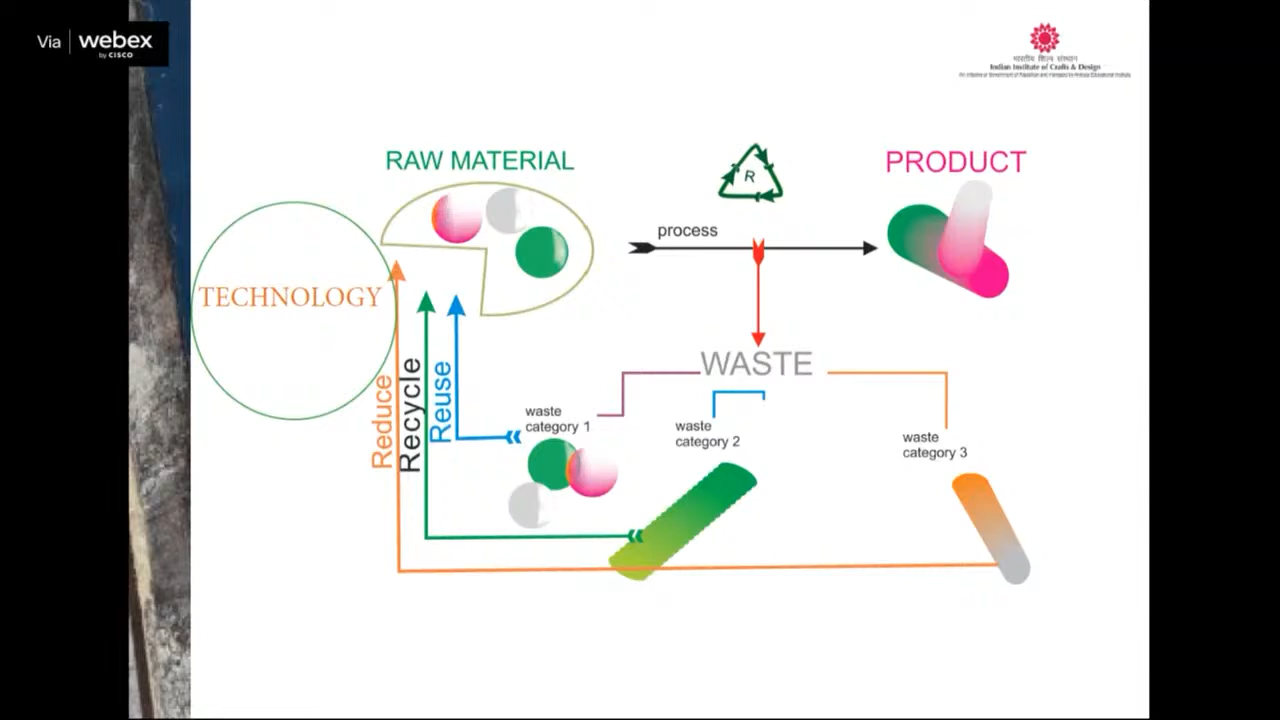 Via webex
by CISCO
भारतीय शिल्प संस्थान
Indian Institute of Crafts & Design
RAW MATERIAL
R
PRODUCT
process
TECHNOLOGY
WASTE
Reduce
Recycle
Reuse
waste
category 1
waste
category 2
waste
category 3